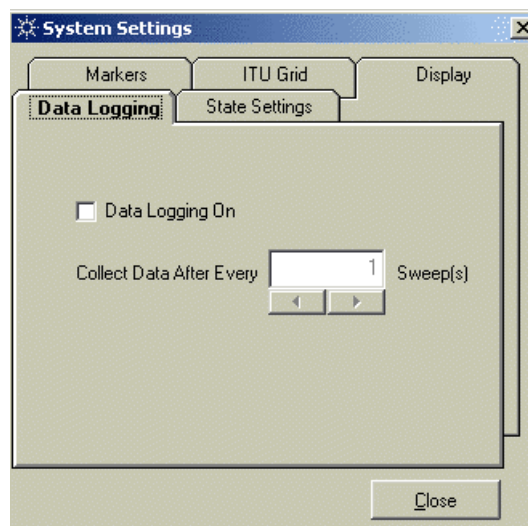 System Settings
Markers ITU Grid Display
Data Logging State Settings
Data Logging On
Collect Data After Every 1 Sweep(s)
Close